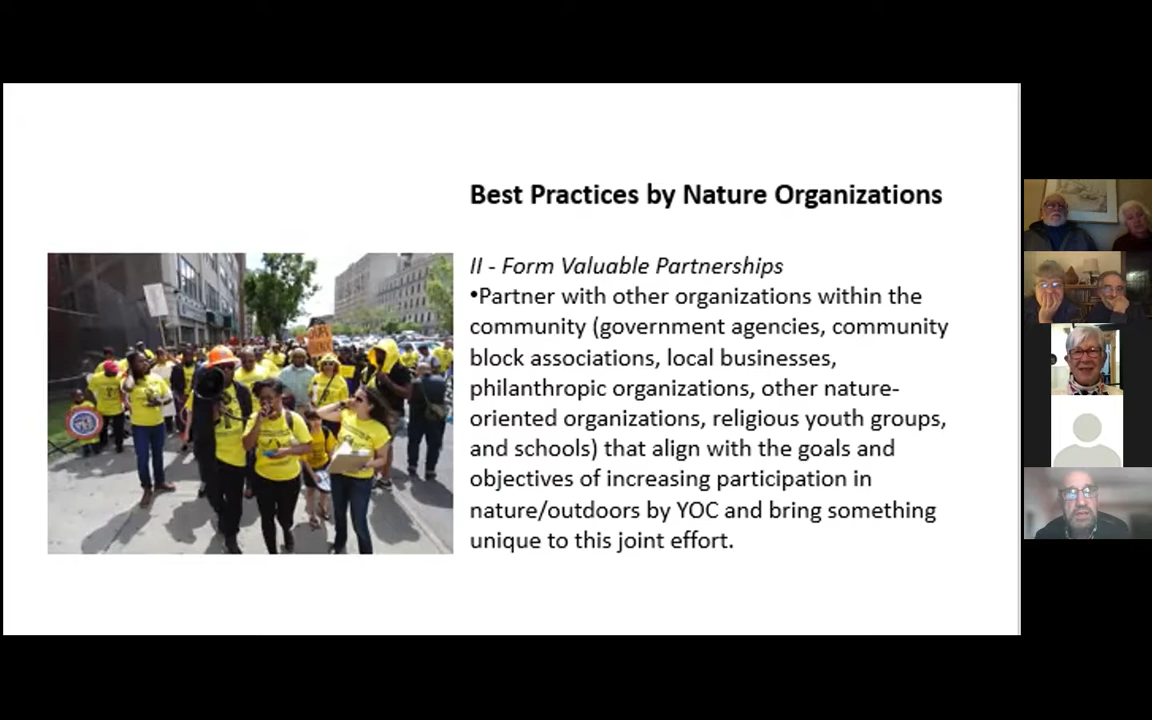 Best Practices by Nature Organizations
II - Form Valuable Partnerships
•Partner with other organizations within the
community (government agencies, community
block associations, local businesses,
philanthropic organizations, other nature-
oriented organizations, religious youth groups,
and schools) that align with the goals and
objectives of increasing participation in
nature/outdoors by YOC and bring something
unique to this joint effort.